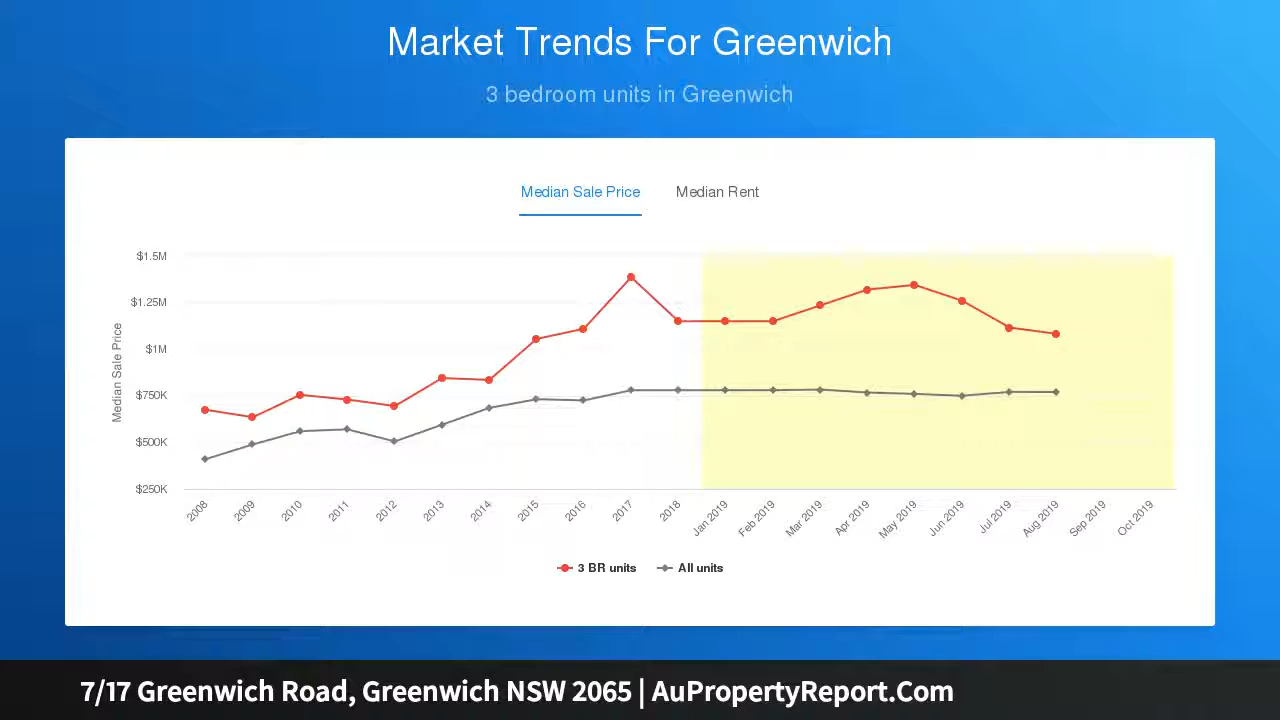 Market Trends For Greenwich
3 bedroom units in Greenwich
Median Sale Price Median Rent
$1.5M
$1.25M
$1M
$750K
$500K
$250K
Median Sale Price
2008 2009 2010 2011 2012 2013 2014 2015 2016 2017 2018 Jan 2019 Feb 2019 Mar 2019 Apr 2019 May 2019 Jun 2019 Jul 2019 Aug 2019 Sep 2019 Oct 2019
3 BR units All units
7/17 Greenwich Road, Greenwich NSW 2065 | AuPropertyReport.Com